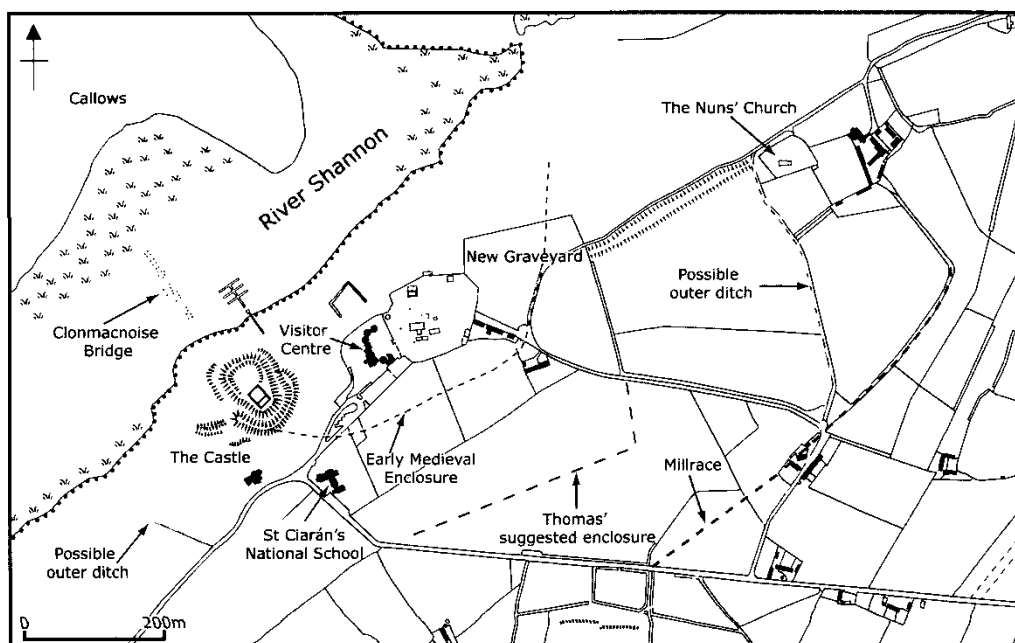 Callows
River Shannon
The Nuns' Church
New Graveyard
Possible
outer ditch
Clonmacnoise
Bridge
Visitor
Centre
The Castle
Early Medieval
Enclosure
Millrace
St Ciarán's
National School
Thomas'
suggested enclosure
Possible
outer ditch
0
200m